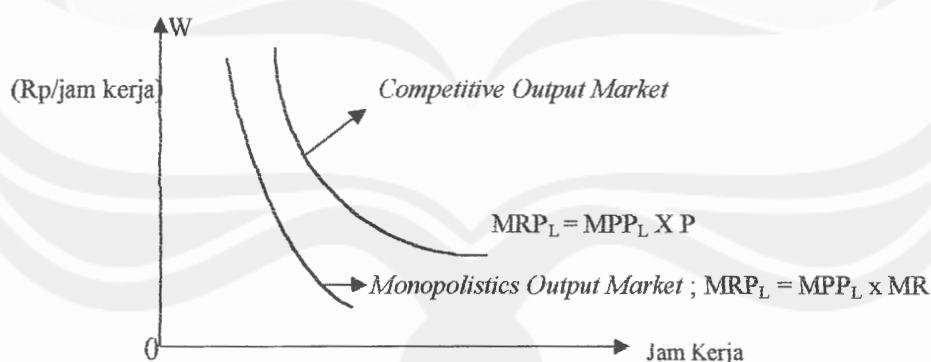 W
(Rp/jam kerja)
Competitive Output Market
MRP_L = MPP_L X P
Monopolistics Output Market ; MRP_L = MPP_L x MR
0
Jam Kerja